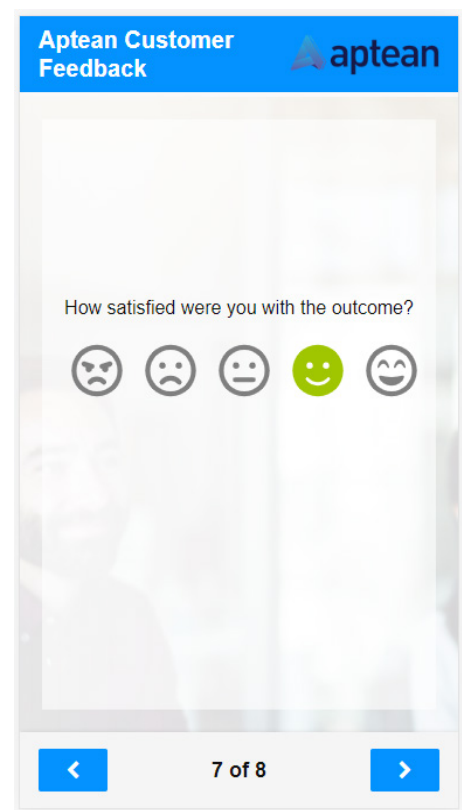 Aptean Customer
Feedback
aptean
How satisfied were you with the outcome?
7 of 8